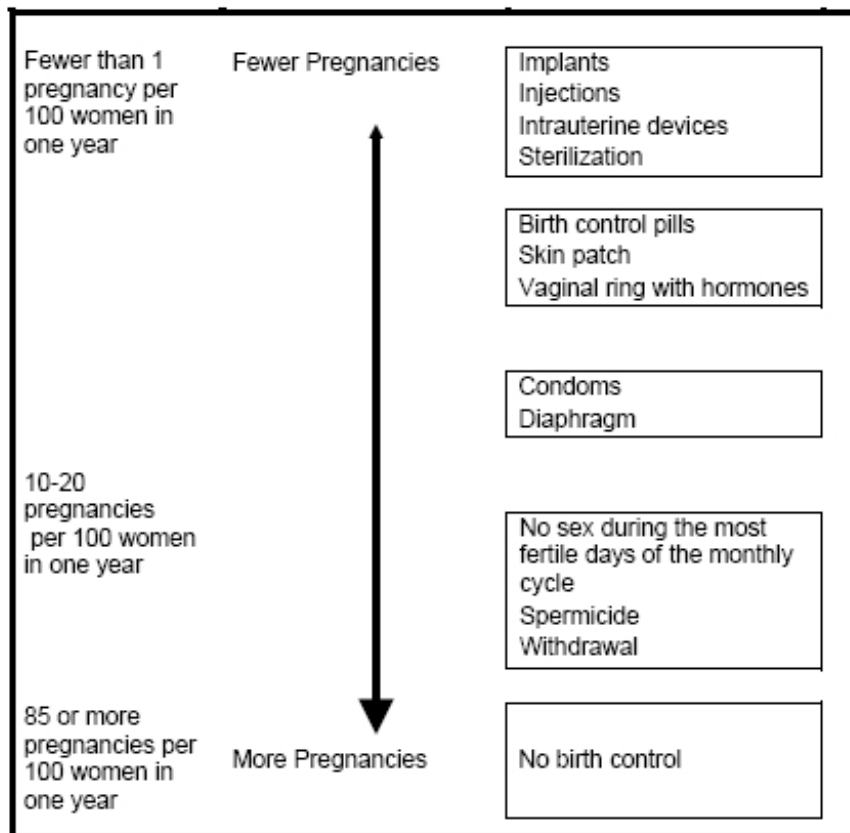 Fewer than 1
pregnancy per
100 women in
one year
Fewer Pregnancies
Implants
Injections
Intrauterine devices
Sterilization
Birth control pills
Skin patch
Vaginal ring with hormones
Condoms
Diaphragm
10-20
pregnancies
per 100 women
in one year
No sex during the most
fertile days of the monthly
cycle
Spermicide
Withdrawal
85 or more
pregnancies per
100 women in
one year
More Pregnancies
No birth control